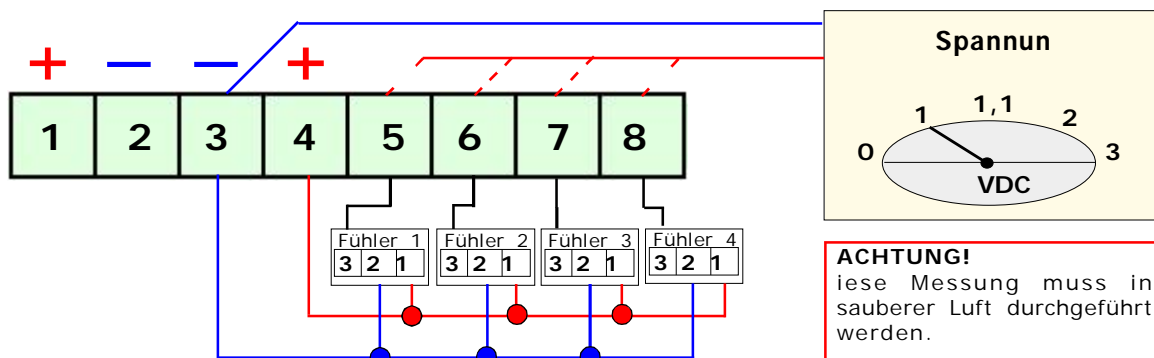 Spannun
+ — — +
1 2 3 4 5 6 7 8
0 1 1,1 2 3
VDC
Fühler 1 Fühler 2 Fühler 3 Fühler 4
3 2 1 3 2 1 3 2 1 3 2 1
ACHTUNG!
iese Messung muss in
sauberer Luft durchgeführt
werden.